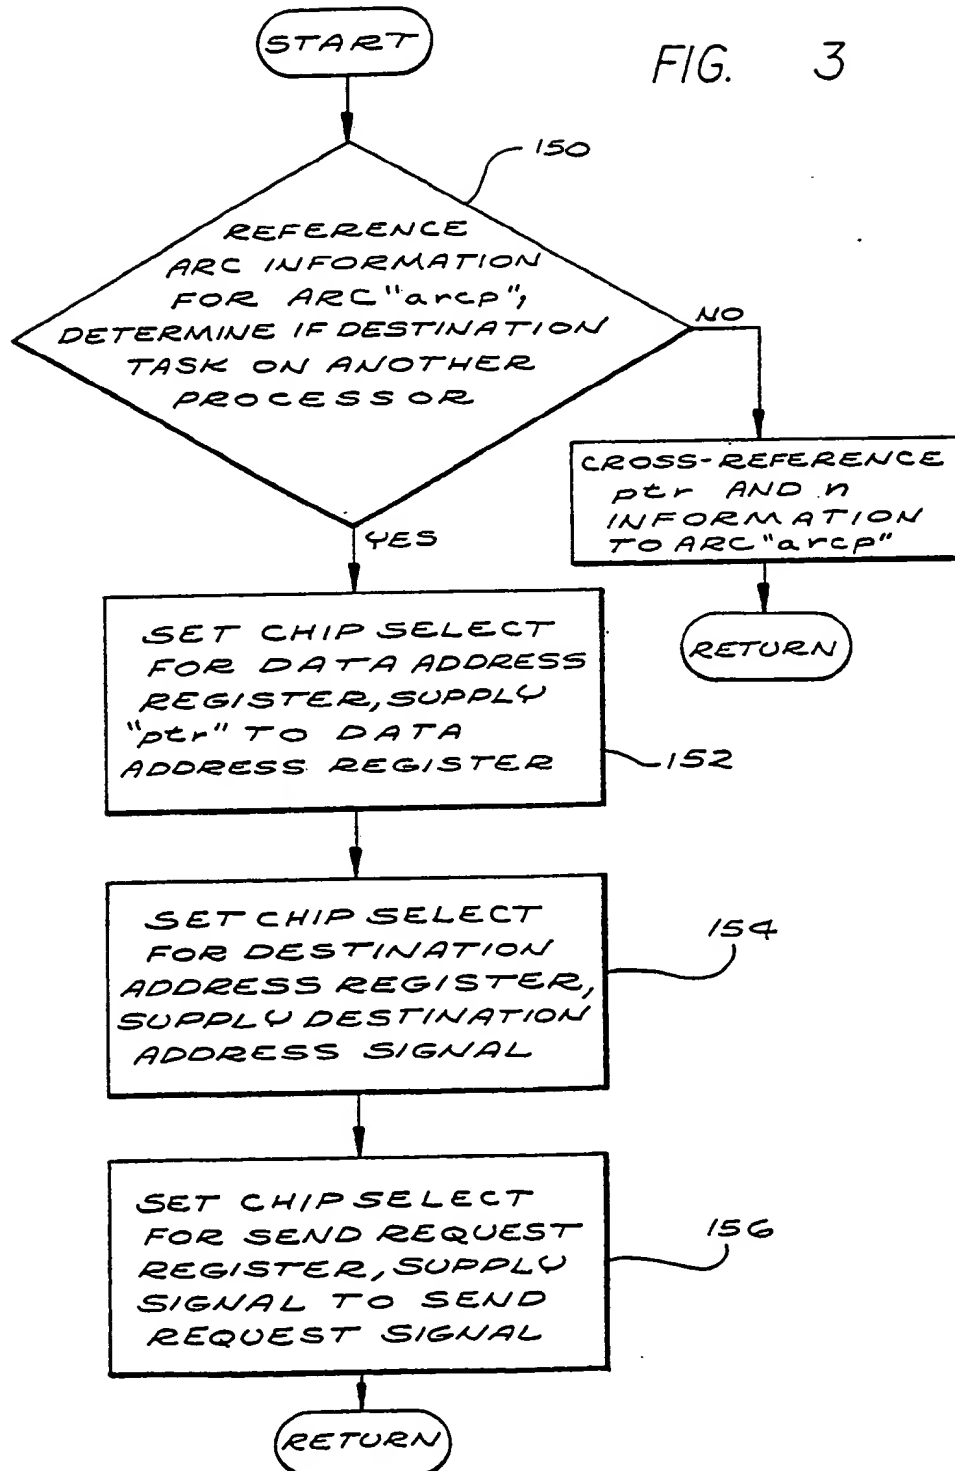 START
FIG. 3
150
REFERENCE
ARC INFORMATION
FOR ARC "arcp",
DETERMINE IF DESTINATION
TASK ON ANOTHER
PROCESSOR
NO
CROSS-REFERENCE
ptr AND n
INFORMATION
TO ARC "arcp"
RETURN
YES
SET CHIP SELECT
FOR DATA ADDRESS
REGISTER, SUPPLY
"ptr" TO DATA
ADDRESS REGISTER
152
SET CHIP SELECT
FOR DESTINATION
ADDRESS REGISTER,
SUPPLY DESTINATION
ADDRESS SIGNAL
154
SET CHIP SELECT
FOR SEND REQUEST
REGISTER, SUPPLY
SIGNAL TO SEND
REQUEST SIGNAL
156
RETURN